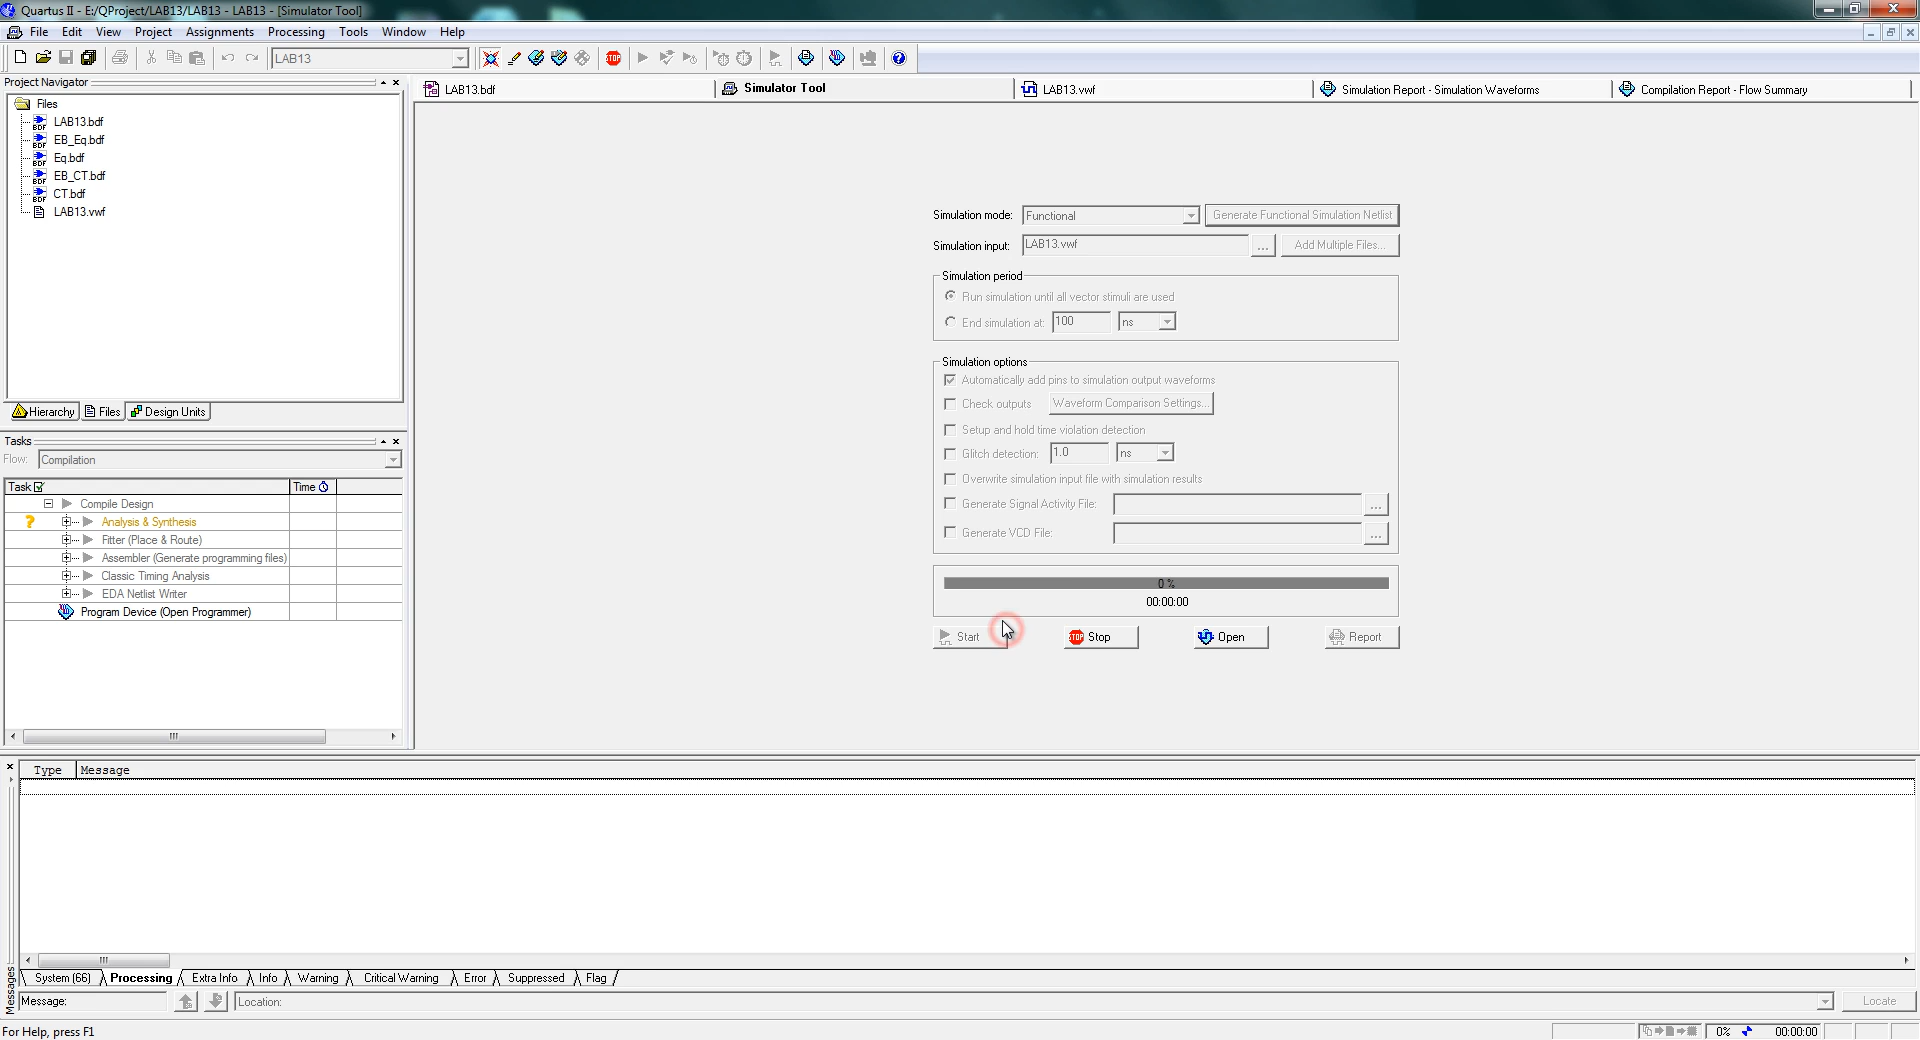 Quartus II - E:/QProject/LAB13/LAB13 - LAB13 - [Simulator Tool]
File Edit View Project Assignments Processing Tools Window Help
LAB13
STOP
Project Navigator
LAB13.bdf
Simulator Tool
LAB13.vwf
Simulation Report - Simulation Waveforms
Compilation Report - Flow Summary
Files
BDF LAB13.bdf
BDF EB_Eq.bdf
BDF Eq.bdf
BDF EB_CT.bdf
BDF CT.bdf
LAB13.vwf
Hierarchy Files Design Units
Tasks
Flow: Compilation
Task Time
Compile Design
? Analysis & Synthesis
Fitter (Place & Route)
Assembler (Generate programming files)
Classic Timing Analysis
EDA Netlist Writer
Program Device (Open Programmer)
Simulation mode: Functional Generate Functional Simulation Netlist
Simulation input: LAB13.vwf ... Add Multiple Files...
Simulation period
Run simulation until all vector stimuli are used
End simulation at: 100 ns
Simulation options
Automatically add pins to simulation output waveforms
Check outputs Waveform Comparison Settings...
Setup and hold time violation detection
Glitch detection: 1.0 ns
Overwrite simulation input file with simulation results
Generate Signal Activity File: ...
Generate VCD File: ...
0 %
00:00:00
Start STOP Stop Open Report
Type Message
System (66) Processing Extra Info Info Warning Critical Warning Error Suppressed Flag
Messages
Message: Location: Locate
For Help, press F1 0% 00:00:00